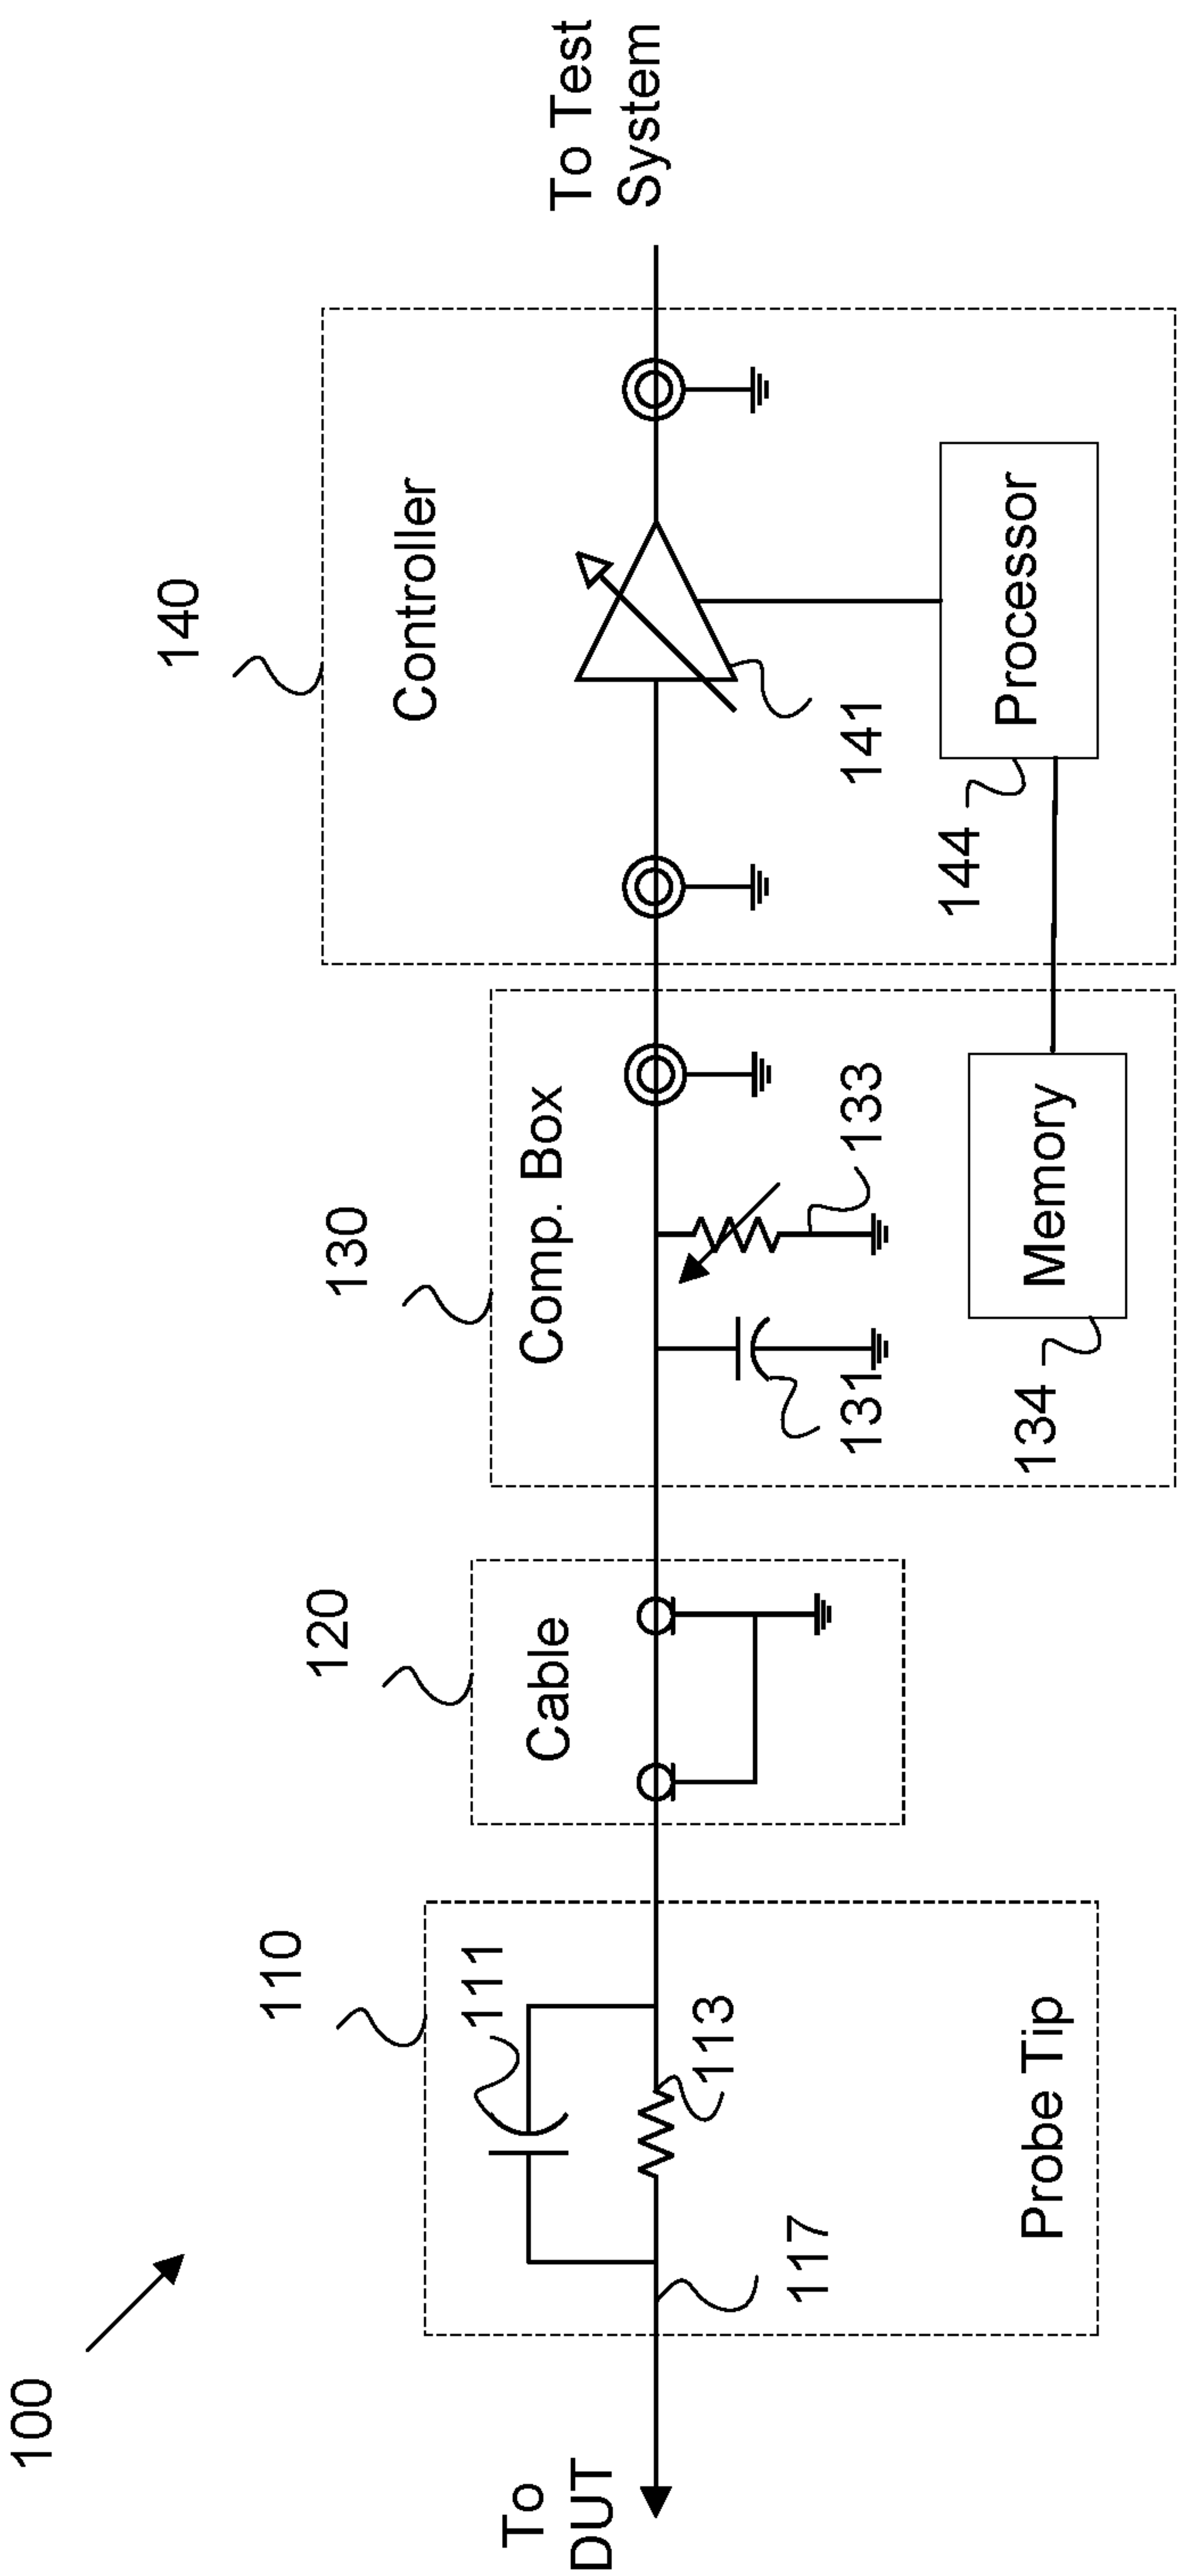 100
To
DUT
110
111
113
117
Probe Tip
120
Cable
130
Comp. Box
131
133
134
Memory
140
Controller
141
144
Processor
To Test
System